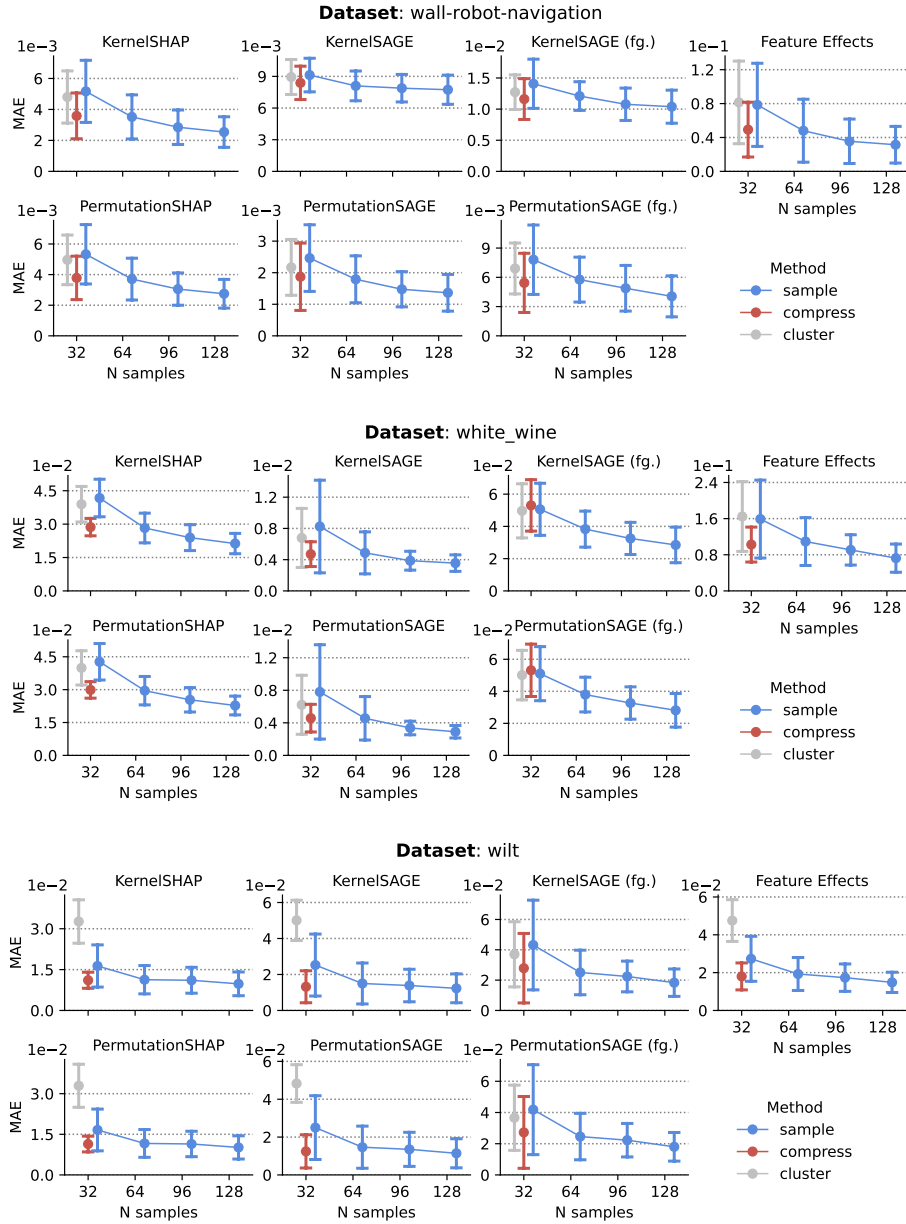 Dataset: wall-robot-navigation
1e−3 KernelSHAP 1e−3 KernelSAGE 1e−2 KernelSAGE (fg.) 1e−1 Feature Effects
MAE
6 4 2 0
9 6 3 0
1.5 1.0 0.5 0.0
1.2 0.8 0.4 0.0
32 64 96 128
N samples
1e−3 PermutationSHAP 1e−3 PermutationSAGE 1e−3 PermutationSAGE (fg.)
MAE
6 4 2 0
3 2 1 0
9 6 3 0
32 64 96 128 32 64 96 128 32 64 96 128
N samples N samples N samples
Method
sample
compress
cluster
Dataset: white_wine
1e−2 KernelSHAP 1e−2 KernelSAGE 1e−2 KernelSAGE (fg.) 1e−1 Feature Effects
MAE
4.5 3.0 1.5 0.0
1.2 0.8 0.4 0.0
6 4 2 0
2.4 1.6 0.8 0.0
32 64 96 128
N samples
1e−2 PermutationSHAP 1e−2 PermutationSAGE 1e−2 PermutationSAGE (fg.)
MAE
4.5 3.0 1.5 0.0
1.2 0.8 0.4 0.0
6 4 2 0
32 64 96 128 32 64 96 128 32 64 96 128
N samples N samples N samples
Method
sample
compress
cluster
Dataset: wilt
1e−2 KernelSHAP 1e−2 KernelSAGE 1e−2 KernelSAGE (fg.) 1e−2 Feature Effects
MAE
3.0 1.5 0.0
6 4 2 0
6 4 2 0
6 4 2 0
32 64 96 128
N samples
1e−2 PermutationSHAP 1e−2 PermutationSAGE 1e−2 PermutationSAGE (fg.)
MAE
3.0 1.5 0.0
6 4 2 0
6 4 2 0
32 64 96 128 32 64 96 128 32 64 96 128
N samples N samples N samples
Method
sample
compress
cluster